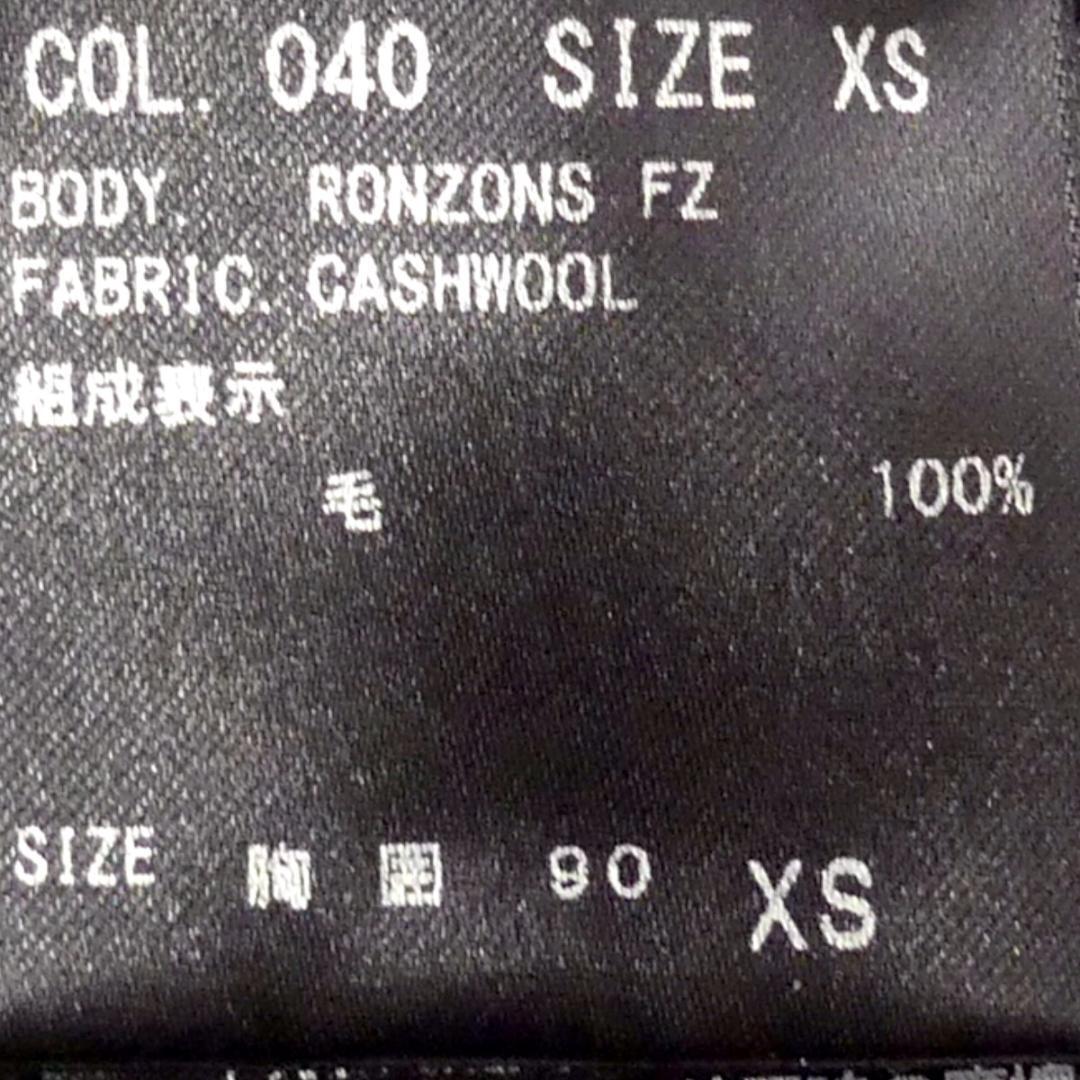 COL. 040 SIZE XS
BODY. RONZONS FZ
FABRIC. CASHWOOL
組成表示
毛 100%
SIZE 胸囲 90 XS